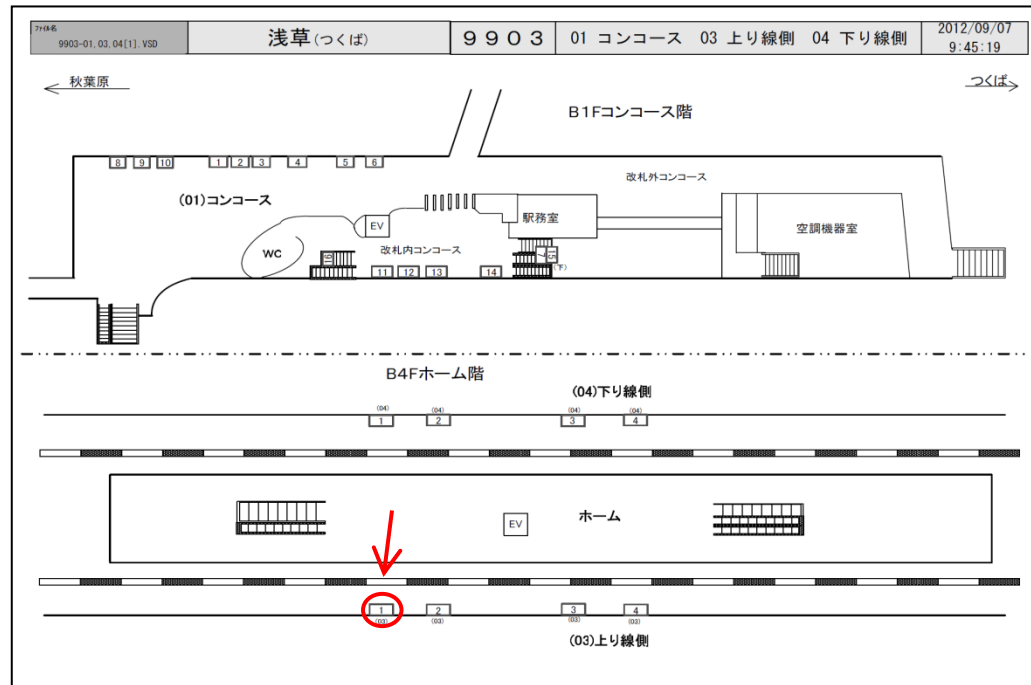 ファイル名
9903-01.03.04[1].VSD
浅草(つくば)
9903
01 コンコース 03 上り線側 04 下り線側
2012/09/07
9:45:19
秋葉原
つくば
B1Fコンコース階
8 9 10 1 2 3 4 5 6
改札外コンコース
(01)コンコース
駅務室
EV
空調機器室
改札内コンコース
WC
16
7 15
(下)
11 12 13 14
B4Fホーム階
(04)下り線側
(04) (04) (04) (04)
1 2 3 4
ホーム
EV
1 2 3 4
(03) (03) (03) (03)
(03)上り線側